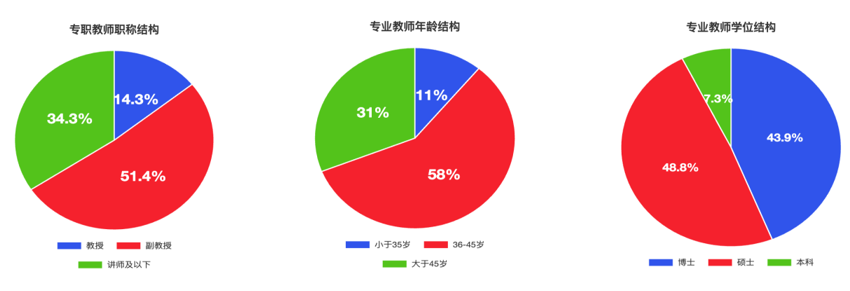 专职教师职称结构
14.3%
34.3%
51.4%
教授 副教授
讲师及以下
专业教师年龄结构
11%
31%
58%
小于35岁 36-45岁
大于45岁
专业教师学位结构
7.3%
43.9%
48.8%
博士 硕士 本科